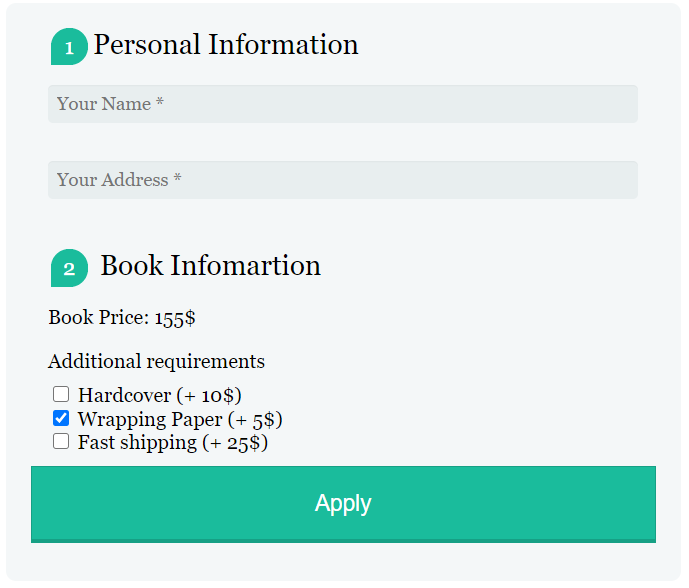 1 Personal Information
Your Name *
Your Address *
2 Book Infomartion
Book Price: 155$
Additional requirements
Hardcover (+ 10$)
Wrapping Paper (+ 5$)
Fast shipping (+ 25$)
Apply